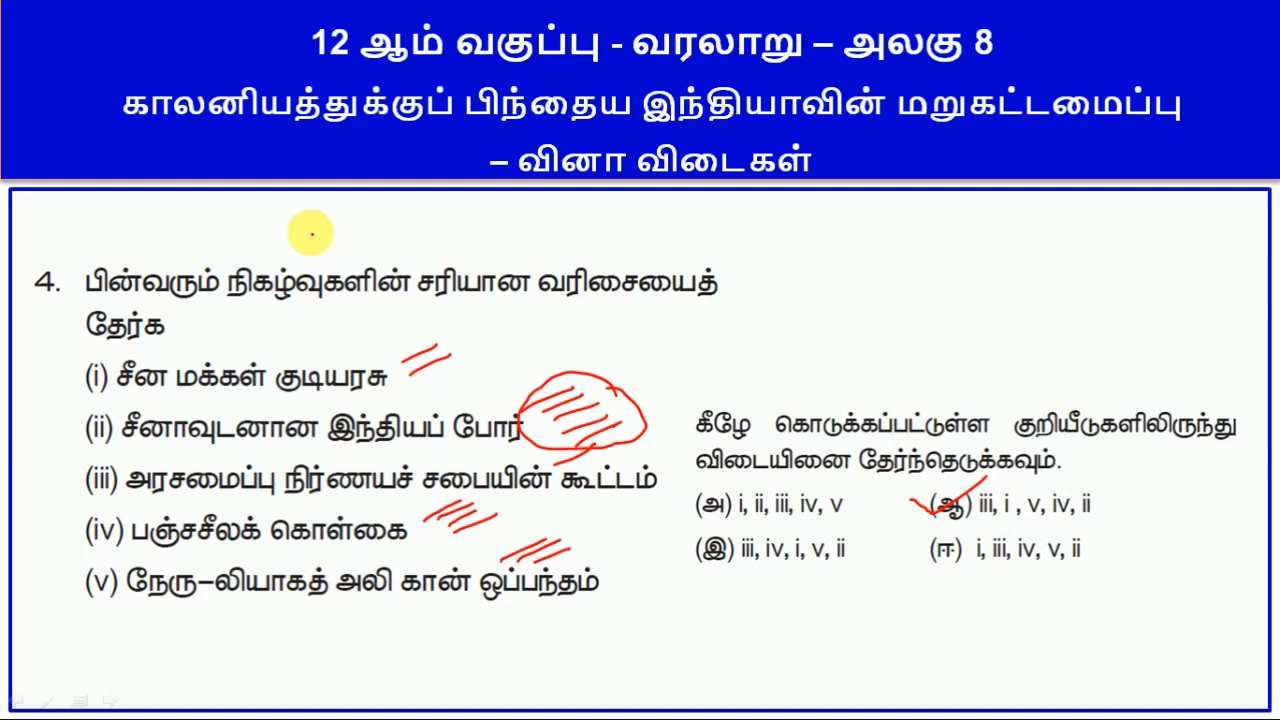 12 ஆம் வகுப்பு - வரலாறு – அலகு 8
காலனியத்துக்குப் பிந்தைய இந்தியாவின் மறுகட்டமைப்பு
– வினா விடைகள்
4. பின்வரும் நிகழ்வுகளின் சரியான வரிசையைத்
தேர்க
(i) சீன மக்கள் குடியரசு
(ii) சீனாவுடனான இந்தியப் போர்
(iii) அரசமைப்பு நிர்ணயச் சபையின் கூட்டம்
(iv) பஞ்சசீலக் கொள்கை
(v) நேரு–லியாகத் அலி கான் ஒப்பந்தம்
கீழே கொடுக்கப்பட்டுள்ள குறியீடுகளிலிருந்து
விடையினை தேர்ந்தெடுக்கவும்.
(அ) i, ii, iii, iv, v (ஆ) iii, i , v, iv, ii
(இ) iii, iv, i, v, ii (ஈ) i, iii, iv, v, ii